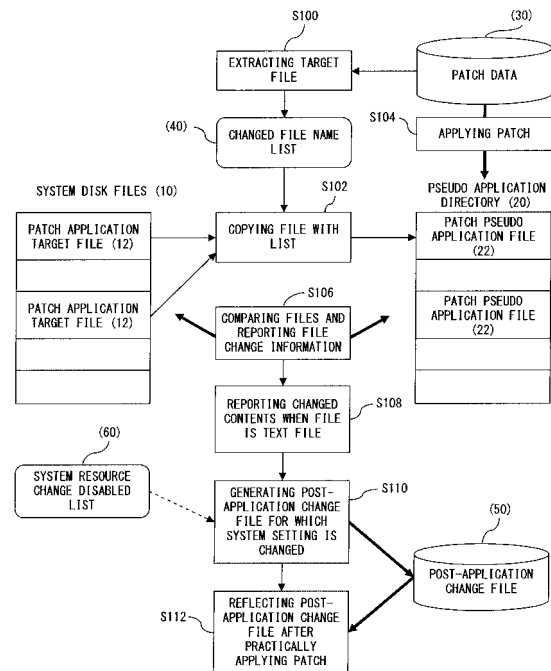 S100
(30)
EXTRACTING TARGET
FILE
PATCH DATA
(40)
S104
CHANGED FILE NAME
LIST
APPLYING PATCH
SYSTEM DISK FILES (10)
S102
PSEUDO APPLICATION
DIRECTORY (20)
PATCH APPLICATION
TARGET FILE (12)
COPYING FILE WITH
LIST
PATCH PSEUDO
APPLICATION FILE
(22)
PATCH APPLICATION
TARGET FILE (12)
S106
COMPARING FILES AND
REPORTING FILE
CHANGE INFORMATION
PATCH PSEUDO
APPLICATION FILE
(22)
REPORTING CHANGED
CONTENTS WHEN FILE
IS TEXT FILE
S108
(60)
SYSTEM RESOURCE
CHANGE DISABLED
LIST
GENERATING POST-
APPLICATION CHANGE
FILE FOR WHICH
SYSTEM SETTING IS
CHANGED
S110
(50)
POST-APPLICATION
CHANGE FILE
S112
REFLECTING POST-
APPLICATION CHANGE
FILE AFTER
PRACTICALLY
APPLYING PATCH